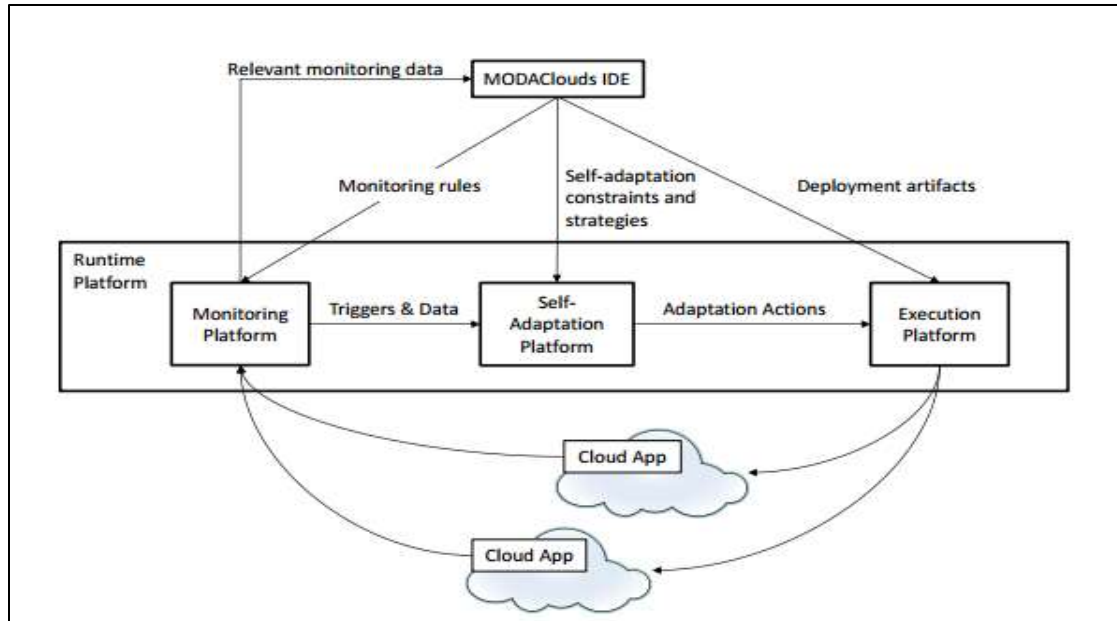 Relevant monitoring data
MODAClouds IDE
Monitoring rules
Self-adaptation
constraints and
strategies
Deployment artifacts
Runtime
Platform
Monitoring
Platform
Triggers & Data
Self-
Adaptation
Platform
Adaptation Actions
Execution
Platform
Cloud App
Cloud App